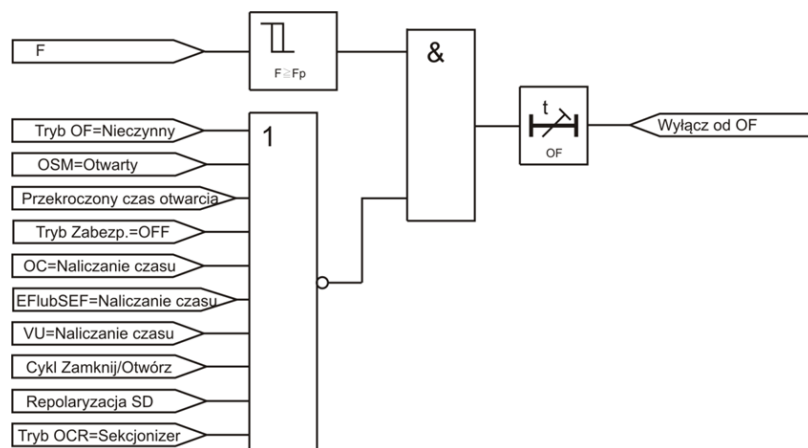 F
F≧Fp
&
t
OF
Wyłącz od OF
1
Tryb OF=Nieczynny
OSM=Otwarty
Przekroczony czas otwarcia
Tryb Zabezp.=OFF
OC=Naliczanie czasu
EFlubSEF=Naliczanie czasu
VU=Naliczanie czasu
Cykl Zamknij/Otwórz
Repolaryzacja SD
Tryb OCR=Sekcjonizer